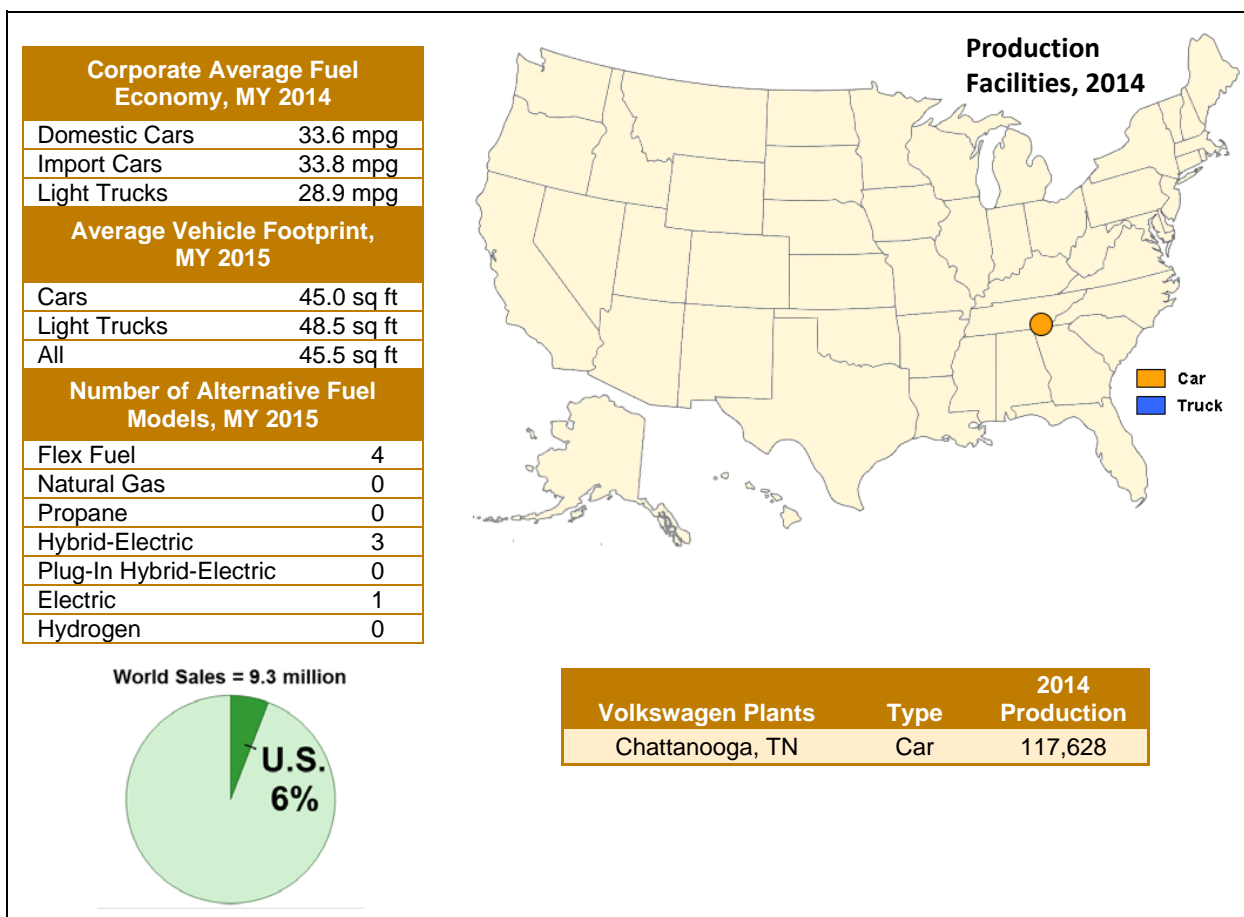 Corporate Average Fuel
Economy, MY 2014
Domestic Cars 33.6 mpg
Import Cars 33.8 mpg
Light Trucks 28.9 mpg
Average Vehicle Footprint,
MY 2015
Cars 45.0 sq ft
Light Trucks 48.5 sq ft
All 45.5 sq ft
Number of Alternative Fuel
Models, MY 2015
Flex Fuel 4
Natural Gas 0
Propane 0
Hybrid-Electric 3
Plug-In Hybrid-Electric 0
Electric 1
Hydrogen 0
Production
Facilities, 2014
Car
Truck
World Sales = 9.3 million
U.S.
6%
2014
Volkswagen Plants Type Production
Chattanooga, TN Car 117,628